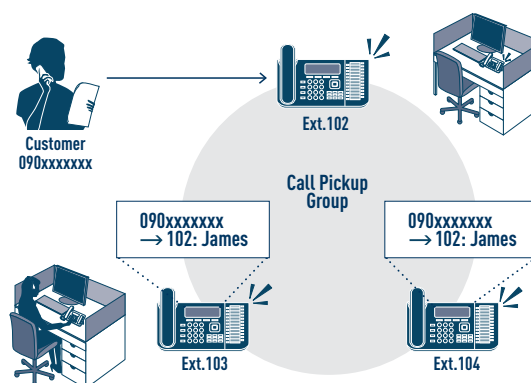 Ext.102
Customer
090xxxxxxx
Call Pickup
Group
090xxxxxxx
→ 102: James
090xxxxxxx
→ 102: James
Ext.103
Ext.104